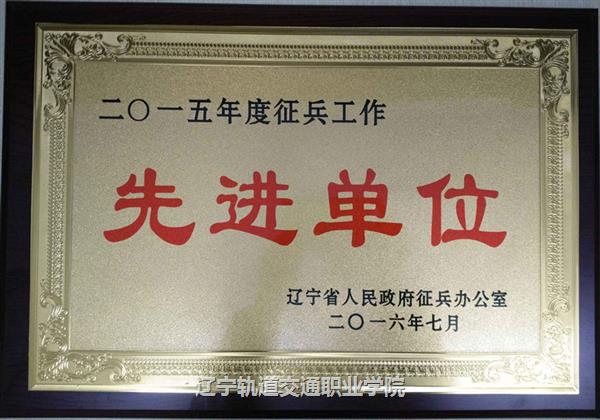 二〇一五年度征兵工作
先进单位
辽宁省人民政府征兵办公室
二〇一六年七月
辽宁轨道交通职业学院